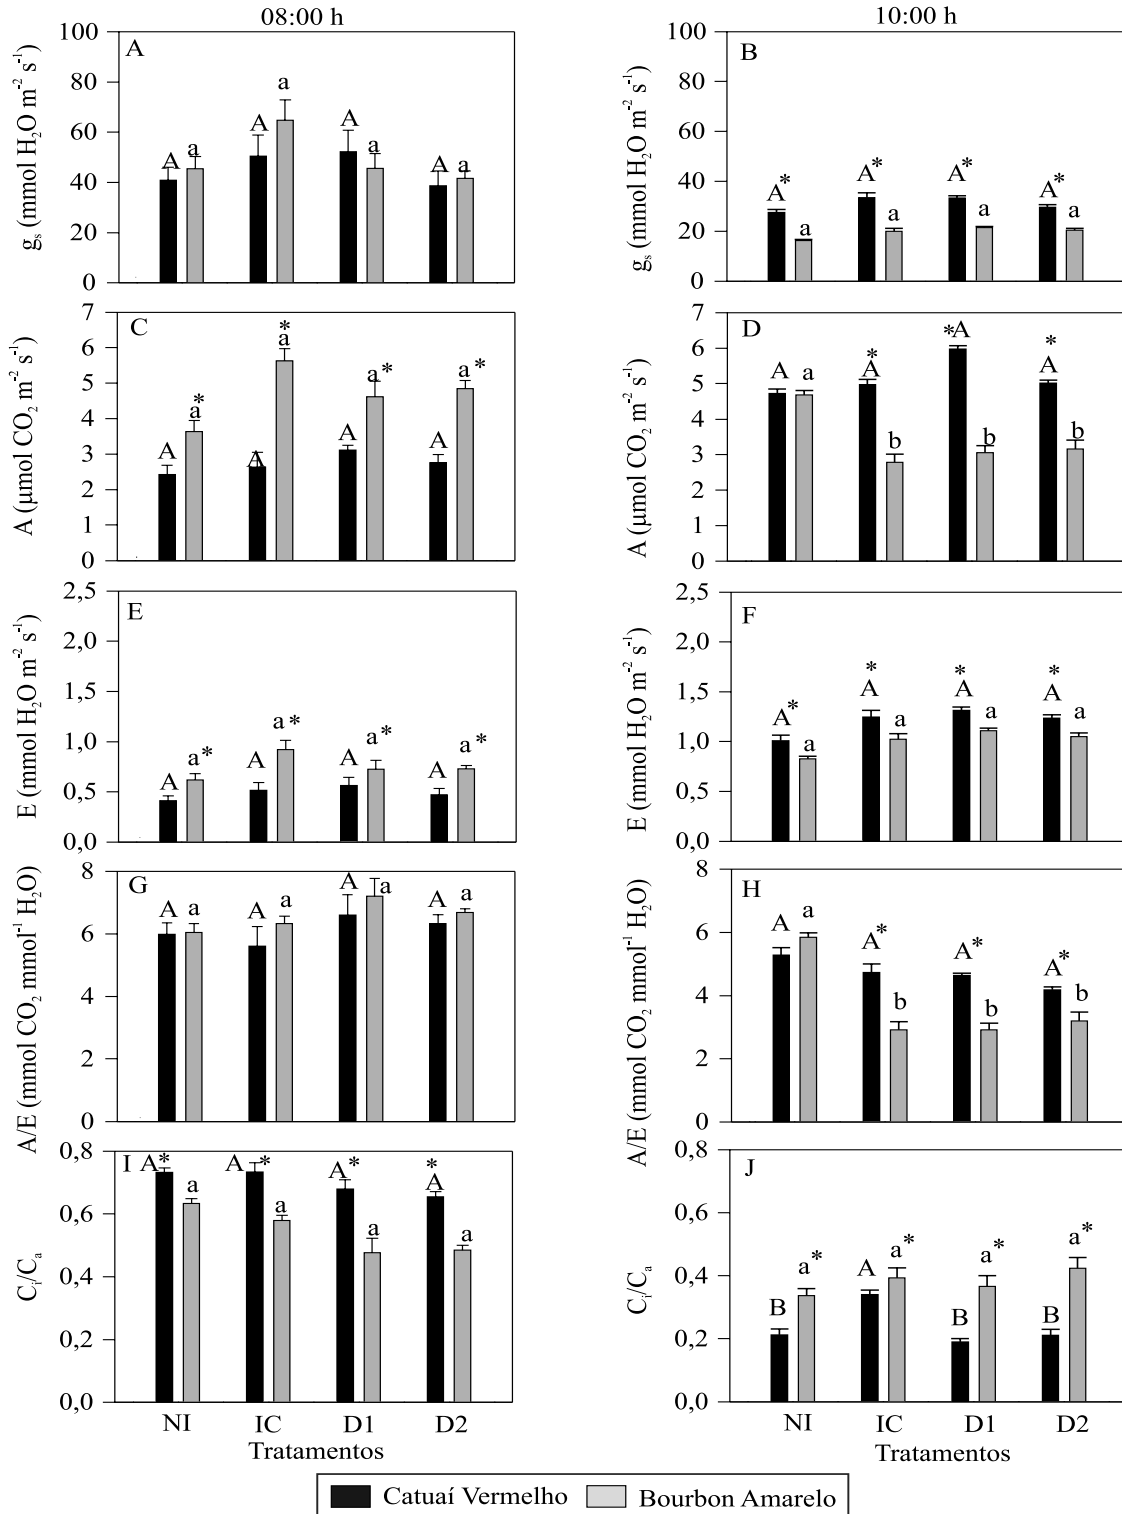 08:00 h
10:00 h
A
gₛ (mmol H₂O m⁻² s⁻¹)
100
80
60
40
20
0
A a A a A a A a
B
gₛ (mmol H₂O m⁻² s⁻¹)
100
80
60
40
20
0
A* a A* a A* a A* a
C
A (µmol CO₂ m⁻² s⁻¹)
7
6
5
4
3
2
1
0
A a* A a* A a* A a*
D
A (µmol CO₂ m⁻² s⁻¹)
7
6
5
4
3
2
1
0
A a A* b *A b A* b
E
E (mmol H₂O m⁻² s⁻¹)
2,5
2,0
1,5
1,0
0,5
0,0
A a* A a* A a* A a*
F
E (mmol H₂O m⁻² s⁻¹)
2,5
2,0
1,5
1,0
0,5
0,0
A* a A* a A* a A* a
G
A/E (mmol CO₂ mmol⁻¹ H₂O)
8
6
4
2
0
A a A a A a A a
H
A/E (mmol CO₂ mmol⁻¹ H₂O)
8
6
4
2
0
A a A* b A* b A* b
I
Cᵢ/Cₐ
0,8
0,6
0,4
0,2
0,0
A* a A* a A* a A* a
NI IC D1 D2
Tratamentos
J
Cᵢ/Cₐ
0,8
0,6
0,4
0,2
0,0
B a* A a* B a* B a*
NI IC D1 D2
Tratamentos
Catuaí Vermelho Bourbon Amarelo